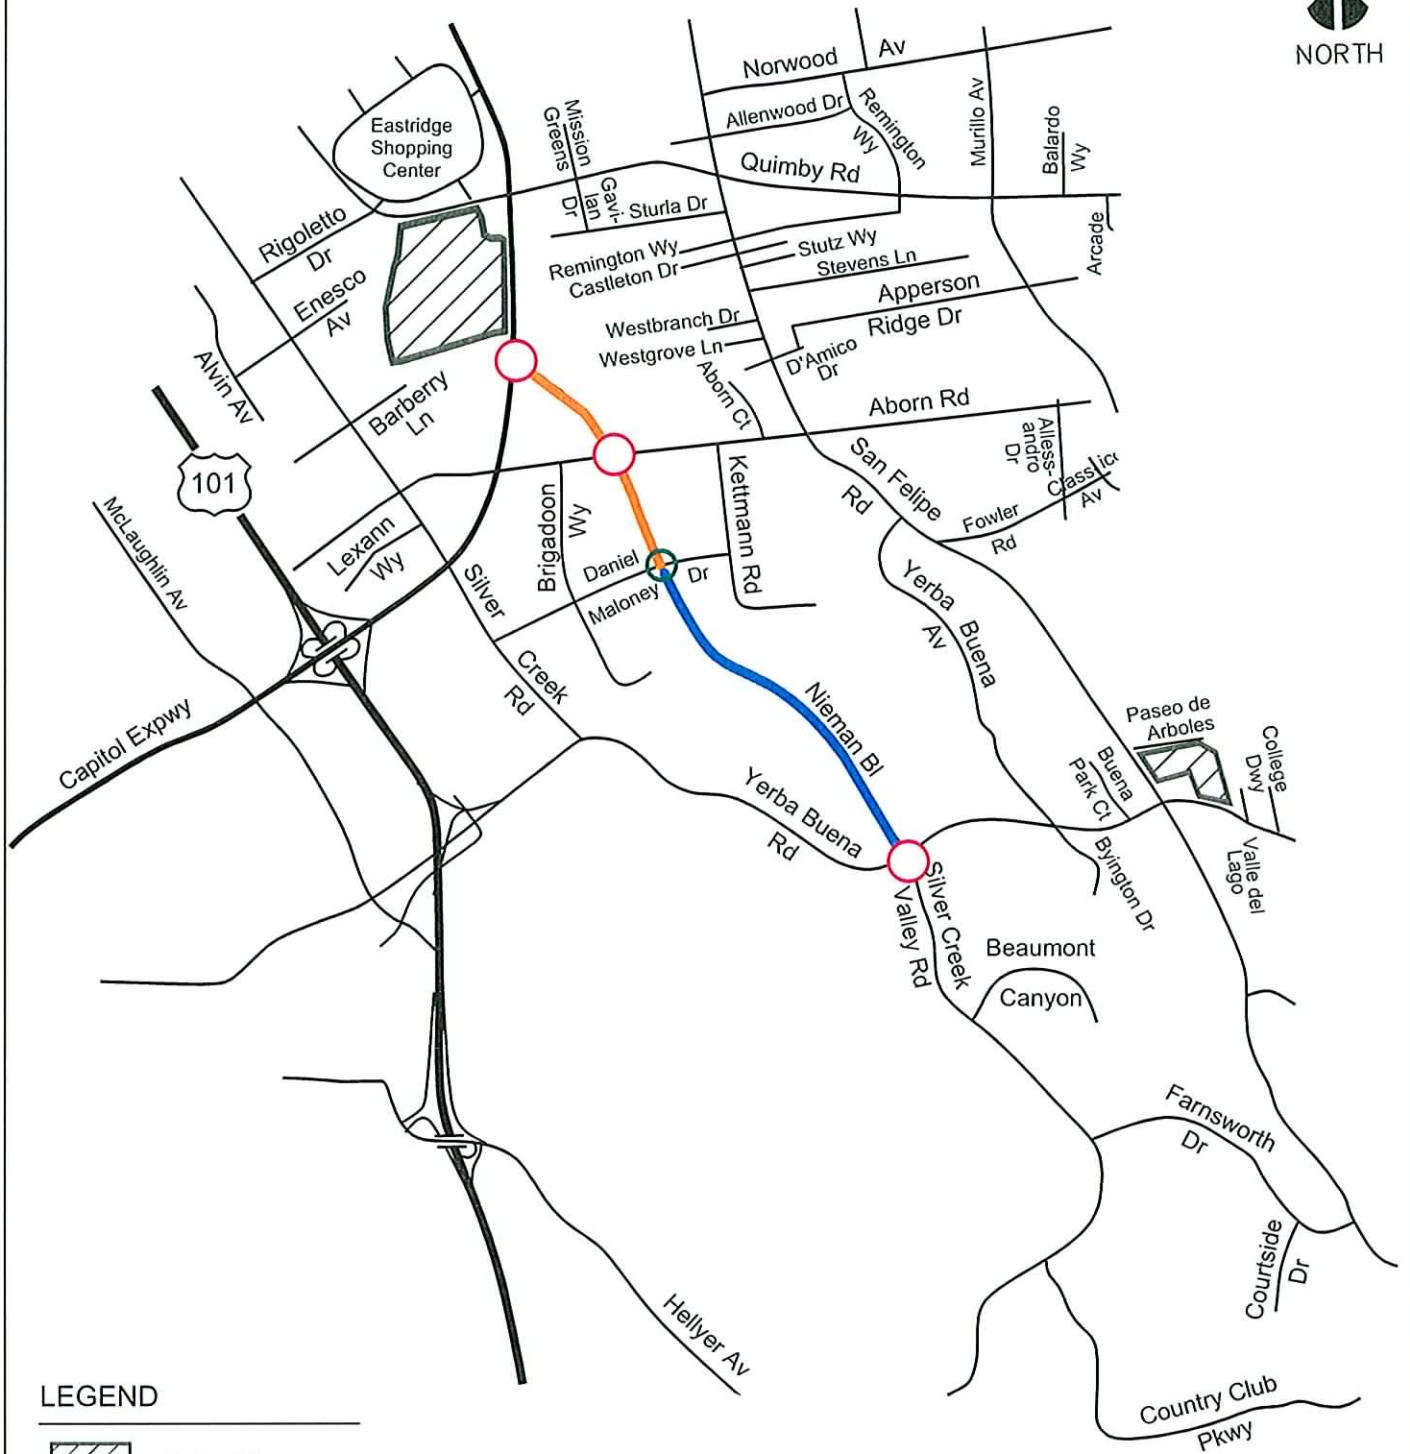 NORTH
Norwood Av
Allenwood Dr
Remington
Wy
Murillo Av
Balardo
Wy
Eastridge
Shopping
Center
Mission
Greens
Dr
Gavi-
lan
Quimby Rd
Sturla Dr
Rigoletto
Dr
Remington Wy
Castleton Dr
Stutz Wy
Stevens Ln
Arcade
Enesco
Av
Apperson
Ridge Dr
Westbranch Dr
Westgrove Ln
D'Amico
Dr
Alvin Av
Barberry
Ln
Aborn Ct
Aborn Rd
Aless-
andro
Dr
Classico
Av
101
San Felipe
Rd
Fowler
Rd
McLaughlin Av
Lexann
Wy
Brigadoon
Wy
Kettmann Rd
Daniel
Maloney
Dr
Silver
Creek
Rd
Yerba Buena
Av
Nieman Bl
Capitol Expwy
Paseo de
Arboles
College
Dwy
Buena
Park Ct
Yerba Buena
Rd
Byington Dr
Valle del
Lago
Silver Creek
Valley Rd
Beaumont
Canyon
Farnsworth
Dr
Courtside
Dr
Hellyer Av
Country Club
Pkwy
LEGEND